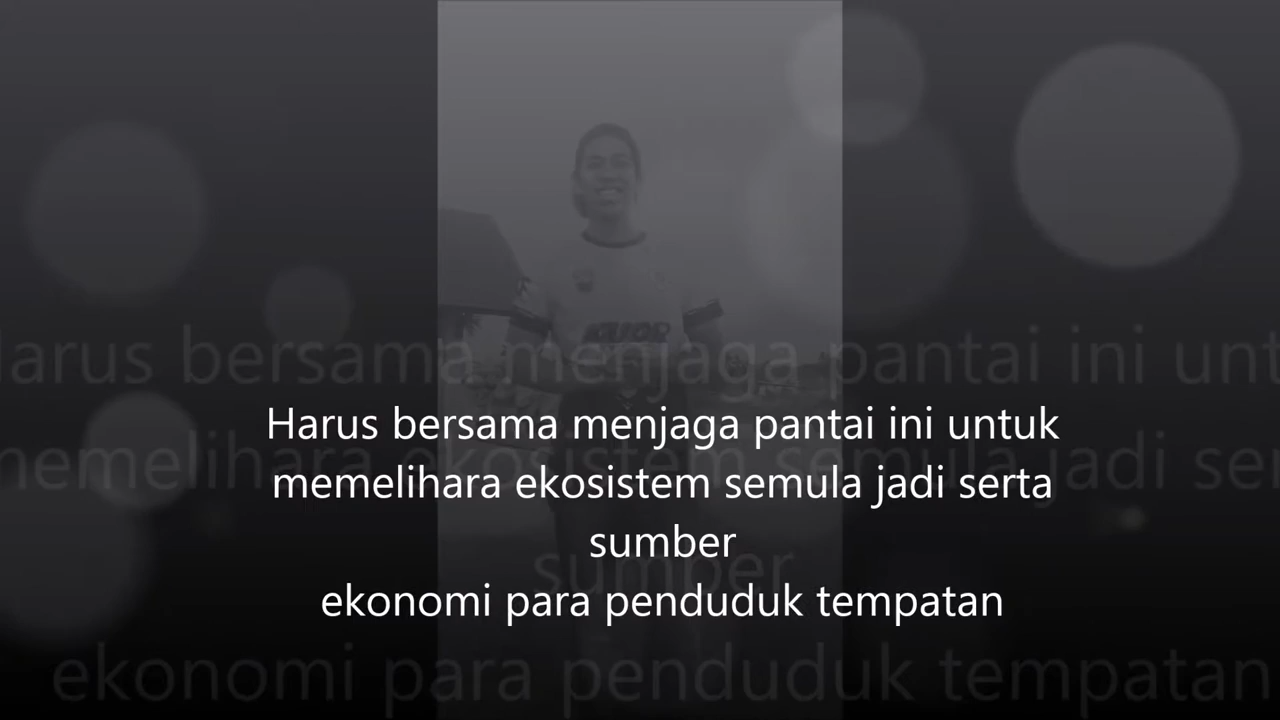 Harus bersama menjaga pantai ini untuk
memelihara ekosistem semula jadi serta
sumber
ekonomi para penduduk tempatan